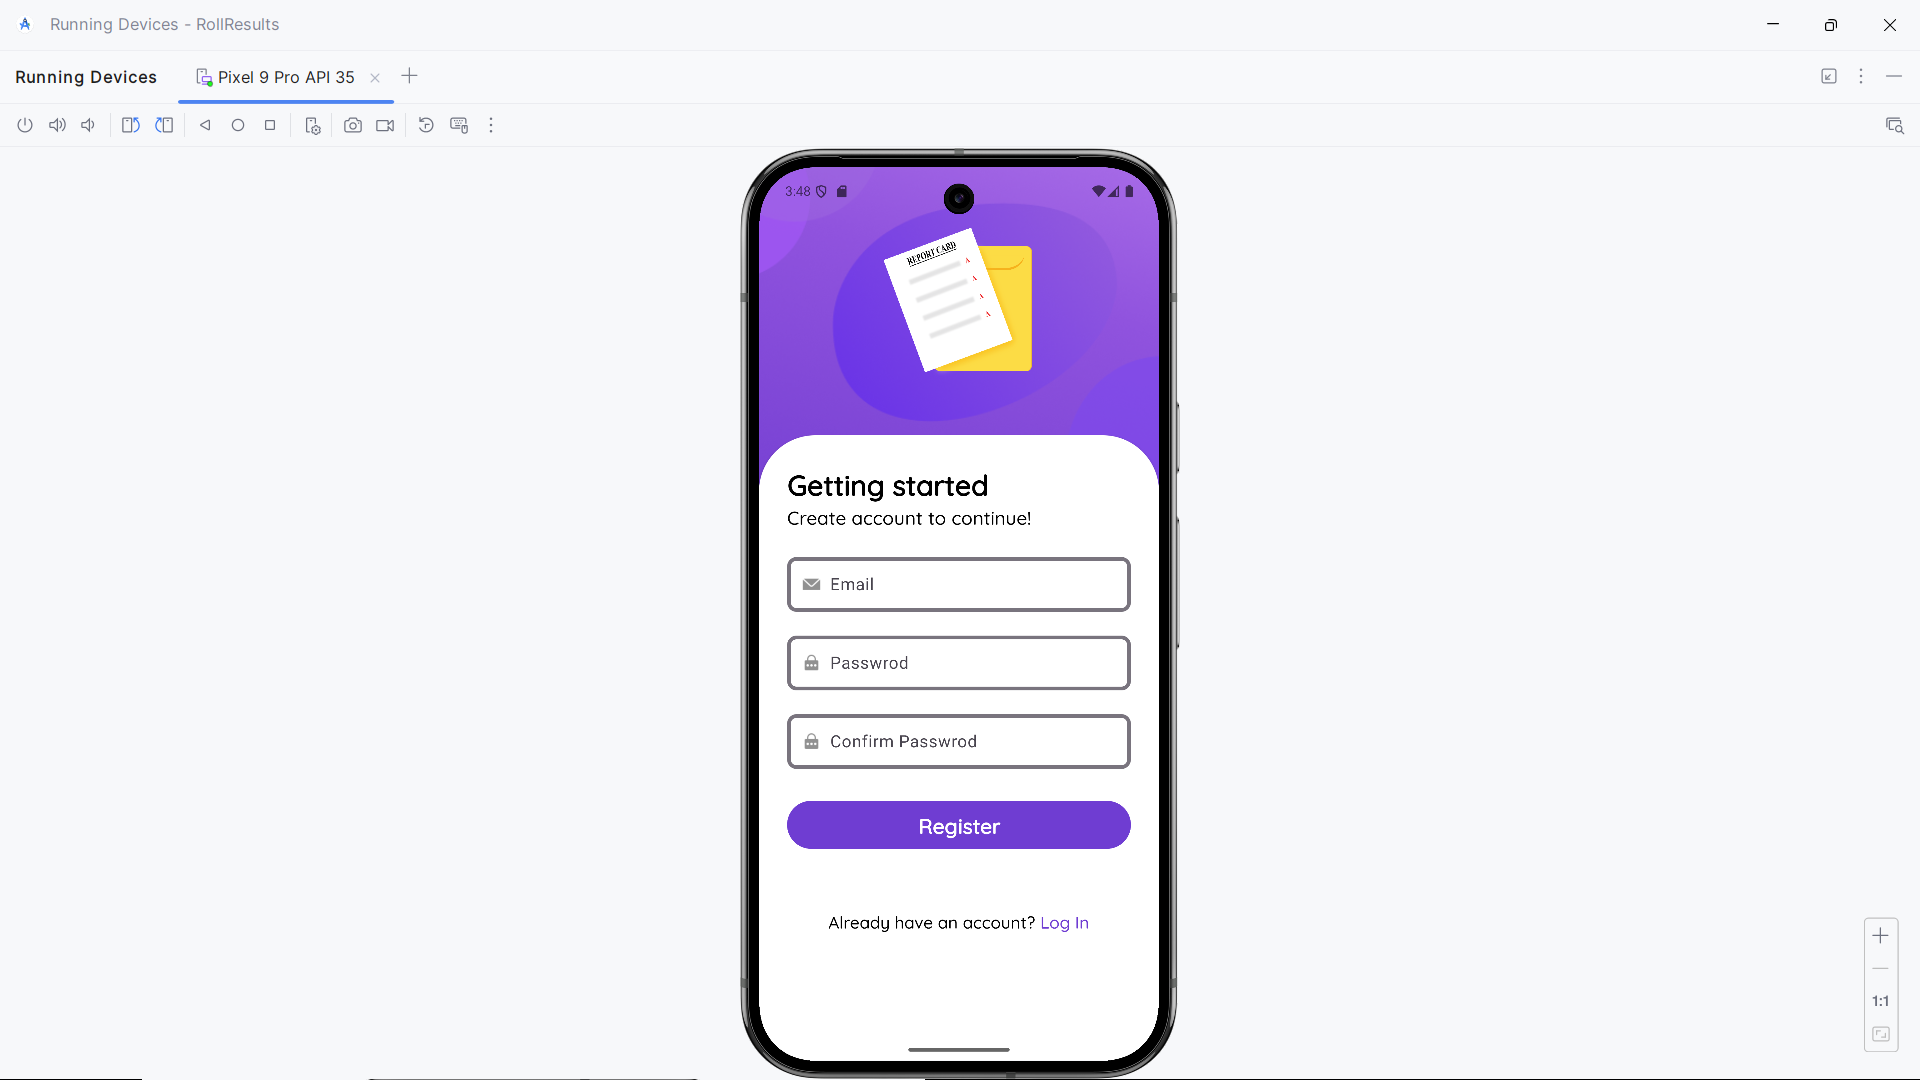 Running Devices - RollResults
Running Devices
Pixel 9 Pro API 35
3:48
REPORT CARD
A
A
A
A
Getting started
Create account to continue!
Email
Passwrod
Confirm Passwrod
Register
Already have an account? Log In
1:1